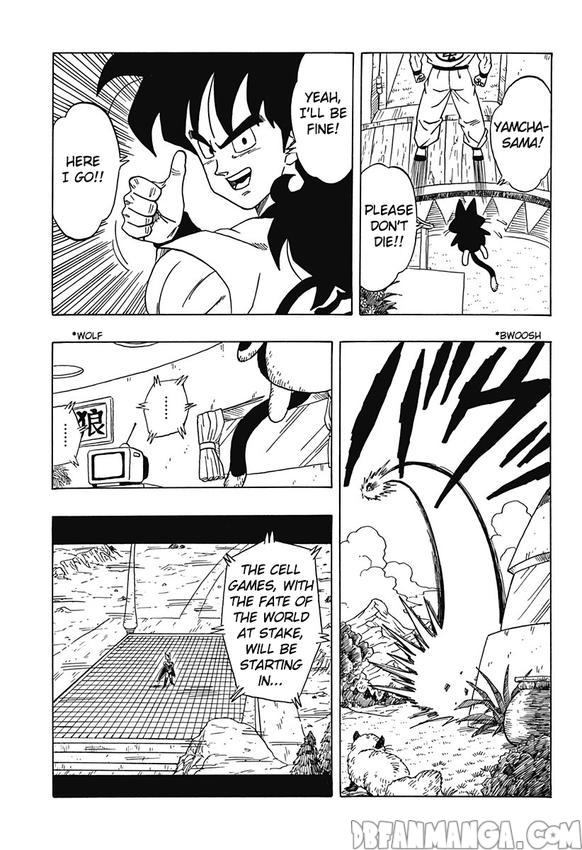 YAMCHA-
SAMA!
PLEASE
DON'T
DIE!!
YEAH,
I'LL BE
FINE!
HERE
I GO!!
*BWOOSH
*WOLF
狼
THE CELL
GAMES, WITH
THE FATE OF
THE WORLD
AT STAKE,
WILL BE
STARTING
IN...
DBFANMANGA.COM